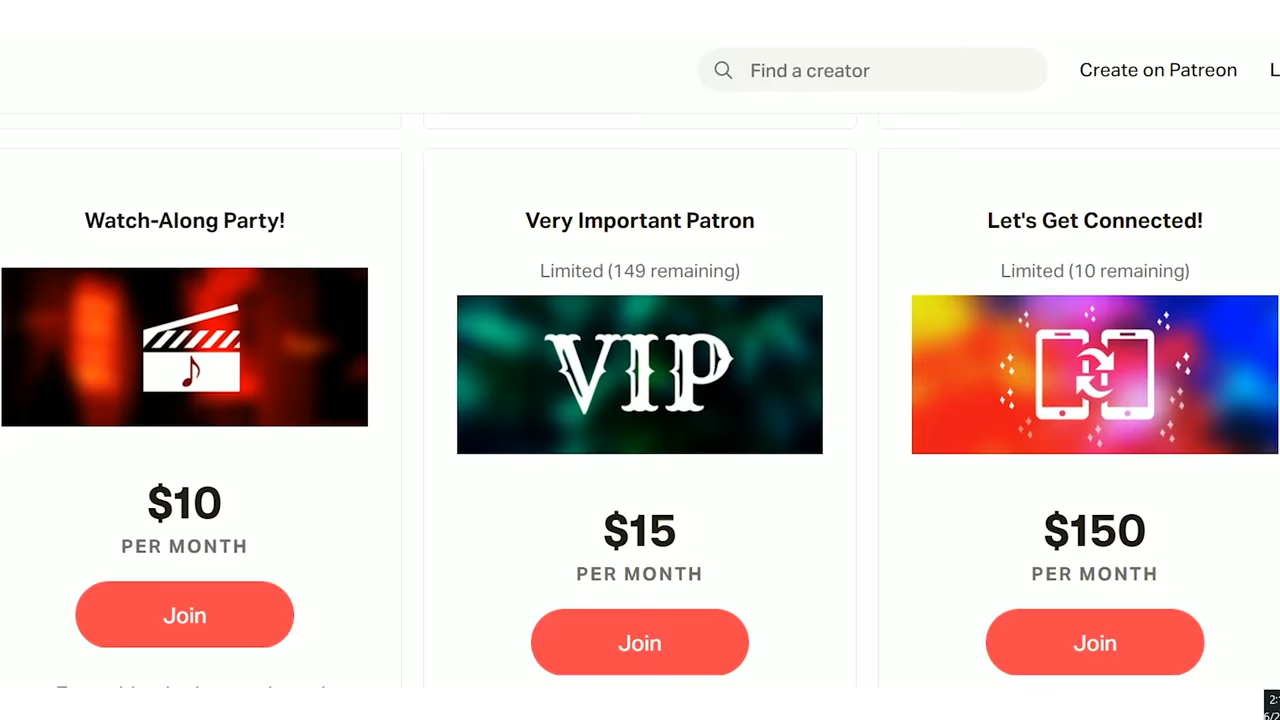 Find a creator
Create on Patreon
Watch-Along Party!
Very Important Patron
Let's Get Connected!
Limited (149 remaining)
Limited (10 remaining)
VIP
$10
PER MONTH
$15
PER MONTH
$150
PER MONTH
Join
Join
Join